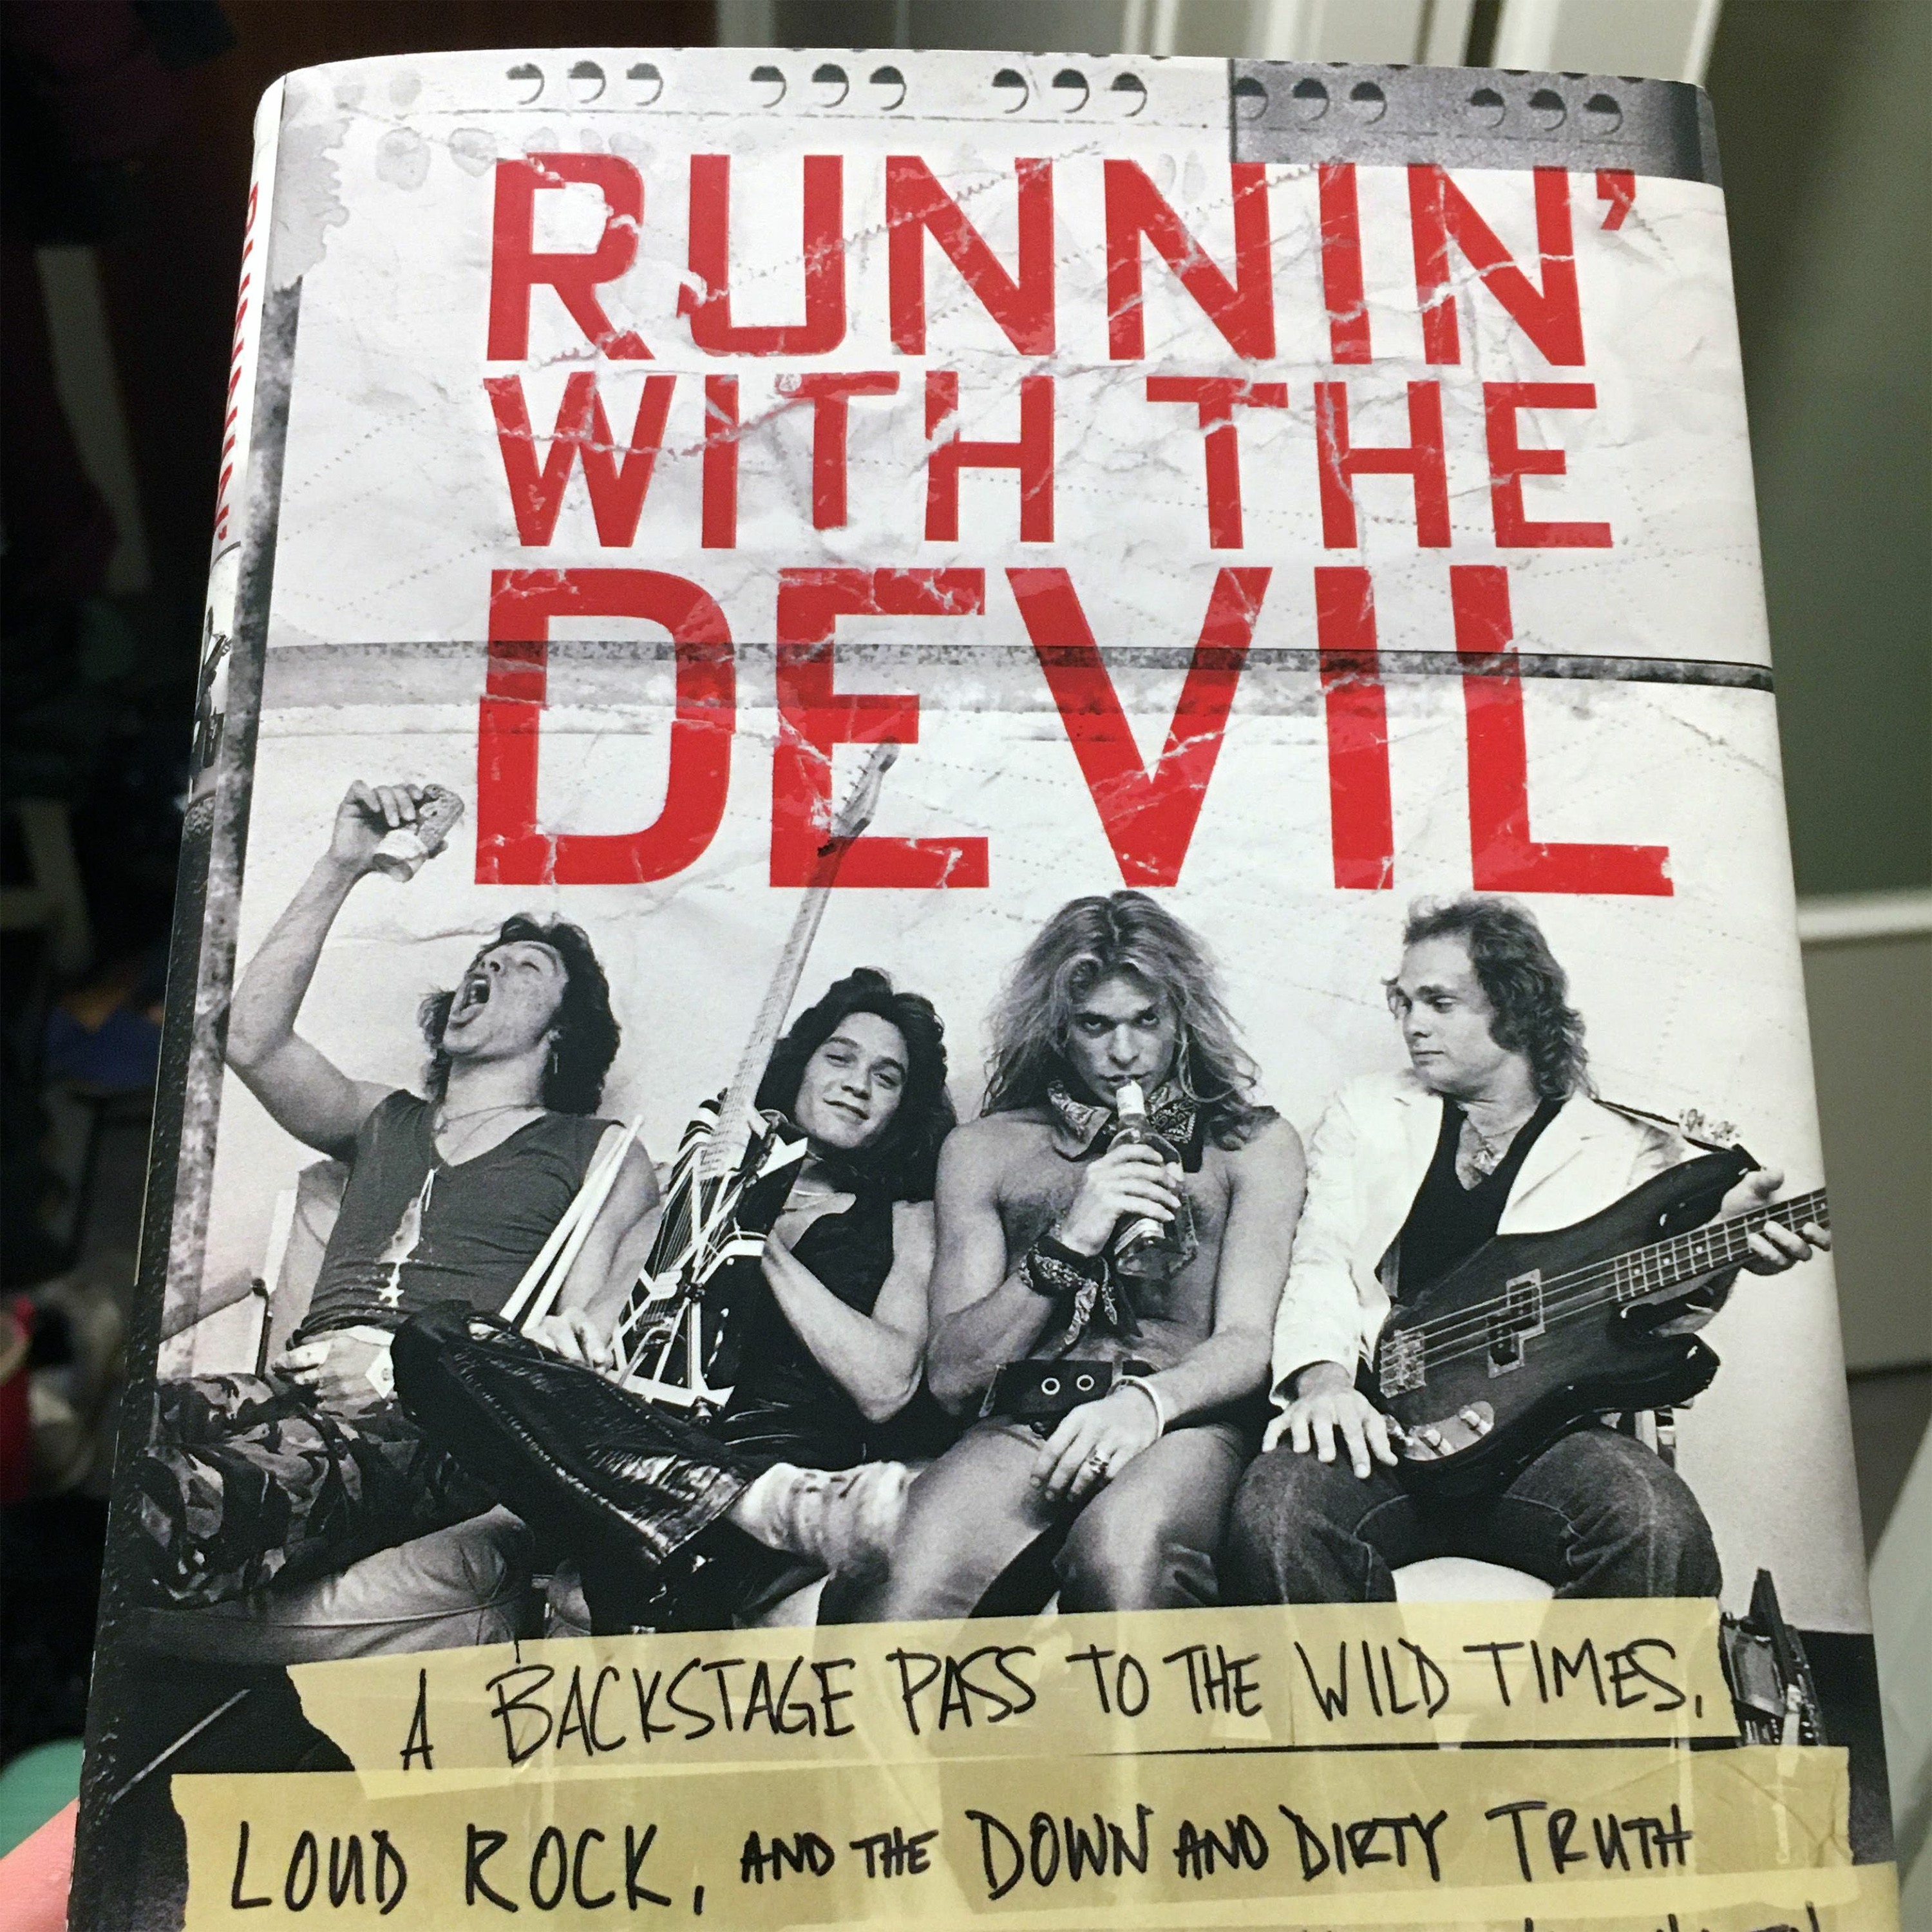 RUNNIN'
WITH THE
DEVIL
A BACKSTAGE PASS TO THE WILD TIMES,
LOUD ROCK, AND THE DOWN AND DIRTY TRUTH